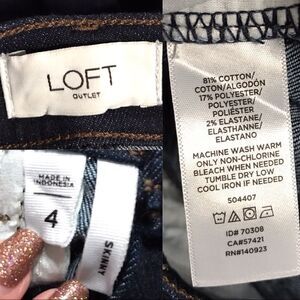 LOFT
OUTLET
MADE IN
INDONESIA
4
SKINNY
81% COTTON/
COTON/ALGODÓN
17% POLYESTER/
POLYESTER/
POLIÉSTER
2% ELASTANE/
ELASTHANNE/
ELASTANO
MACHINE WASH WARM
ONLY NON-CHLORINE
BLEACH WHEN NEEDED
TUMBLE DRY LOW
COOL IRON IF NEEDED
504407
ID# 70308
CA#57421
RN#140923